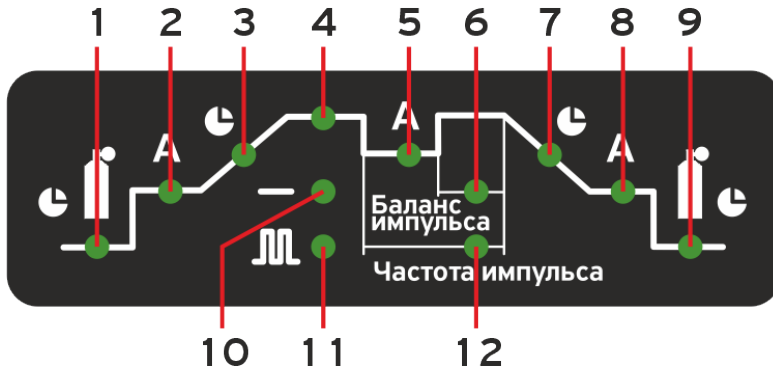 1 2 3 4 5 6 7 8 9
A
A
A
Баланс
импульса
Частота импульса
10 11 12